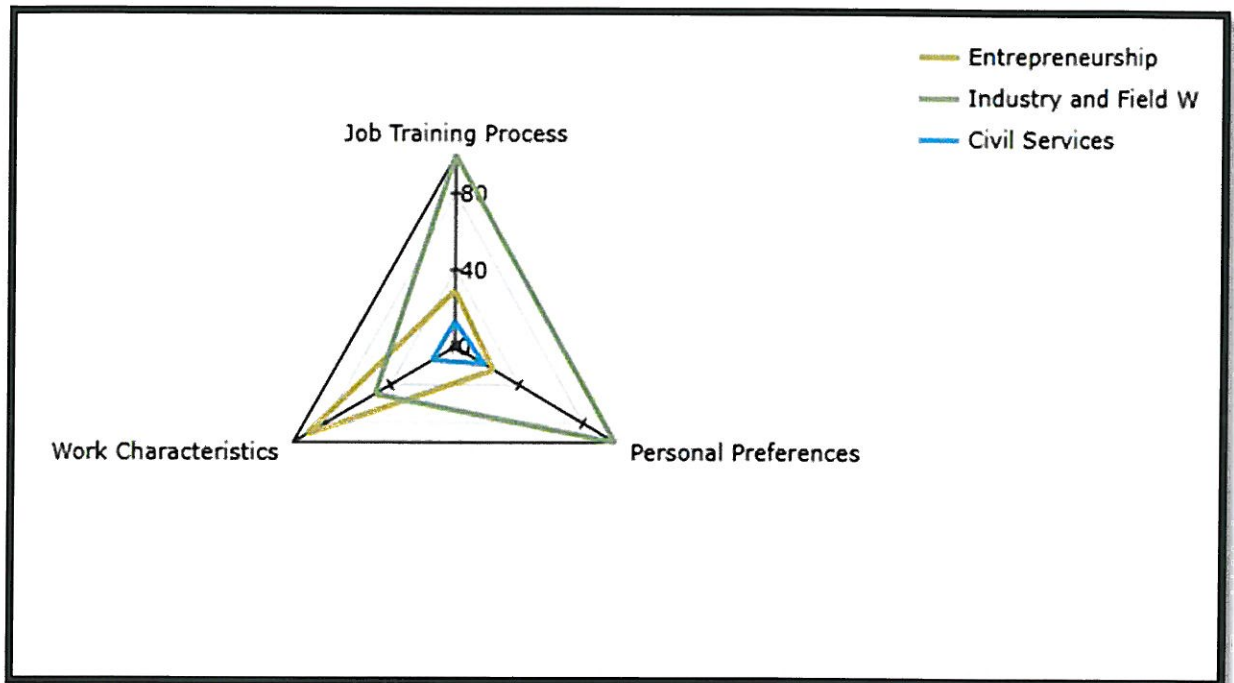 Entrepreneurship
Industry and Field W
Civil Services
Job Training Process
80
40
0
Work Characteristics
Personal Preferences